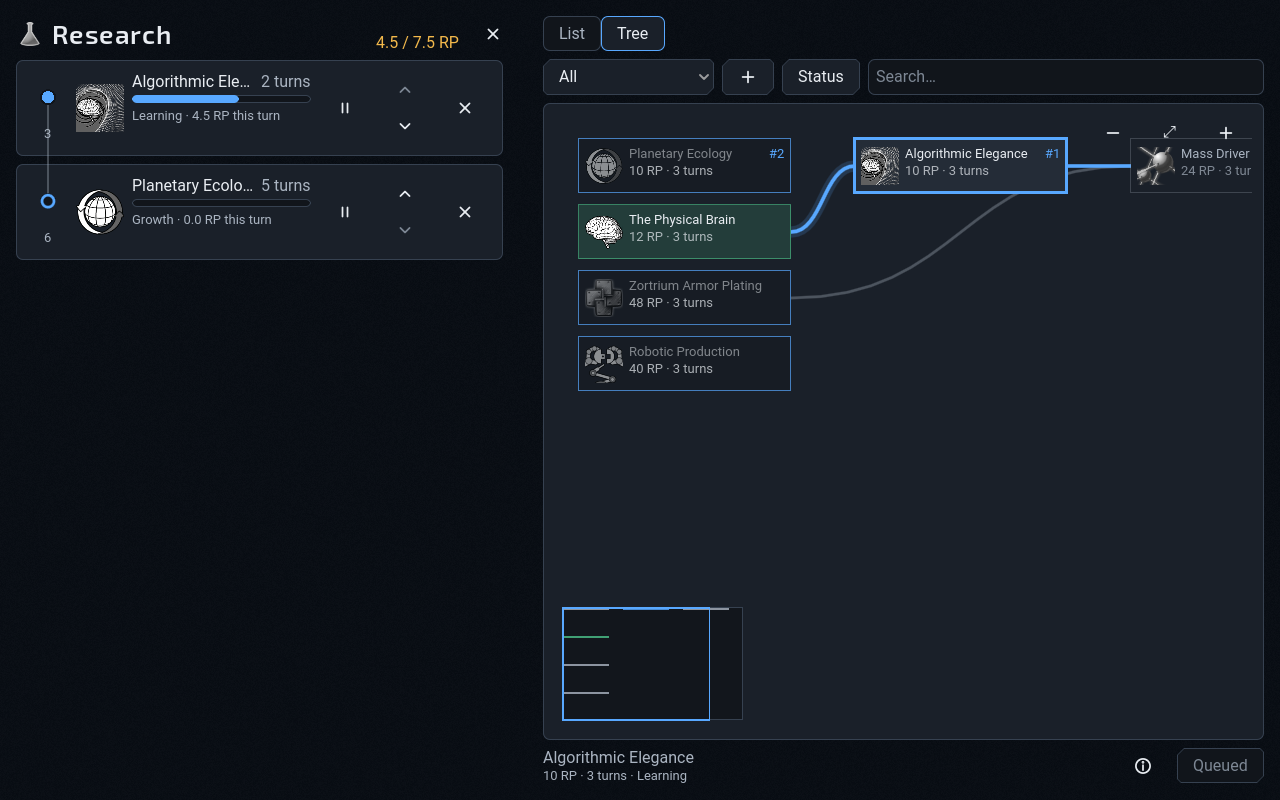 Research
4.5 / 7.5 RP
Algorithmic Ele… 2 turns
Learning · 4.5 RP this turn
3
Planetary Ecolo… 5 turns
Growth · 0.0 RP this turn
6
List
Tree
All
+
Status
Search…
Planetary Ecology #2
10 RP · 3 turns
The Physical Brain
12 RP · 3 turns
Zortrium Armor Plating
48 RP · 3 turns
Robotic Production
40 RP · 3 turns
Algorithmic Elegance #1
10 RP · 3 turns
Mass Driver
24 RP · 3 tur
Algorithmic Elegance
10 RP · 3 turns · Learning
Queued